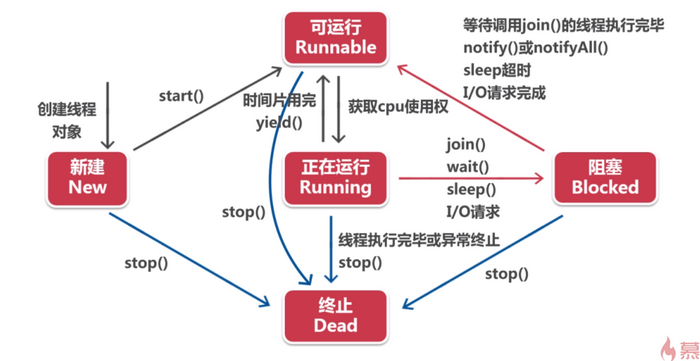 可运行
Runnable
等待调用join()的线程执行完毕
notify()或notifyAll()
sleep超时
I/O请求完成
创建线程
对象
start()
时间片用完
yield()
获取cpu使用权
新建
New
正在运行
Running
join()
wait()
sleep()
I/O请求
阻塞
Blocked
stop()
stop()
线程执行完毕或异常终止
stop()
stop()
终止
Dead
慕